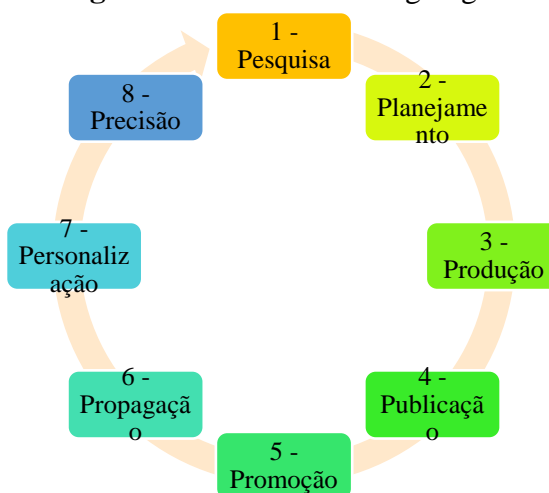 1 -
Pesquisa
2 -
Planejame
nto
3 -
Produção
4 -
Publicaçã
o
5 -
Promoção
6 -
Propagaçã
o
7 -
Personaliz
ação
8 -
Precisão